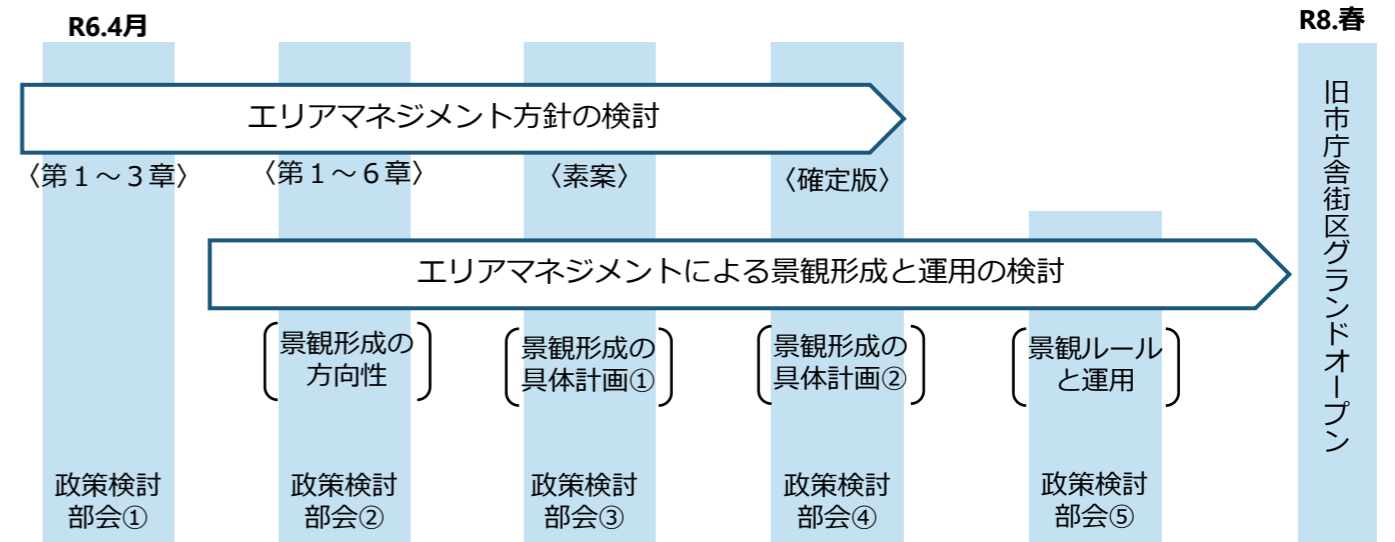 R6.4月
R8.春
エリアマネジメント方針の検討
〈第１～３章〉
〈第１～６章〉
〈素案〉
〈確定版〉
エリアマネジメントによる景観形成と運用の検討
景観形成の
方向性
景観形成の
具体計画①
景観形成の
具体計画②
景観ルール
と運用
政策検討
部会①
政策検討
部会②
政策検討
部会③
政策検討
部会④
政策検討
部会⑤
旧市庁舎街区グランドオープン